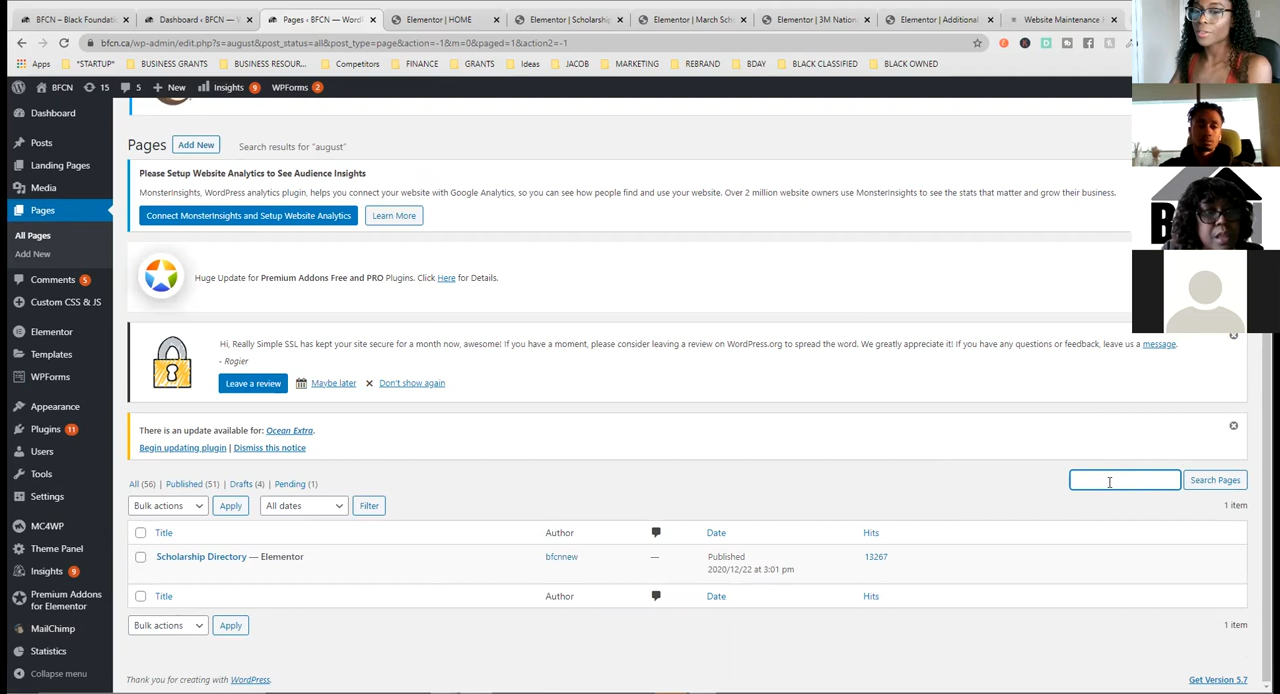 BFCN – Black Foundati
Dashboard ‹ BFCN — W
Pages ‹ BFCN — WordP
Elementor | HOME
Elementor | Scholarship
Elementor | March Sch
Elementor | 3M Nation
Elementor | Additional
Website Maintenance
bfcn.ca/wp-admin/edit.php?s=august&post_status=all&post_type=page&action=-1&m=0&paged=1&action2=-1
Apps
*STARTUP*
BUSINESS GRANTS
BUSINESS RESOUR...
Competitors
FINANCE
GRANTS
Ideas
JACOB
MARKETING
REBRAND
BDAY
BLACK CLASSIFIED
BLACK OWNED
BFCN
15
5
New
Insights 9
WPForms 2
Dashboard
Posts
Landing Pages
Media
Pages
All Pages
Add New
Comments 5
Custom CSS & JS
Elementor
Templates
WPForms
Appearance
Plugins 11
Users
Tools
Settings
MC4WP
Theme Panel
Insights 9
Premium Addons
for Elementor
MailChimp
Statistics
Collapse menu
Pages Add New Search results for "august"
Please Setup Website Analytics to See Audience Insights
MonsterInsights, WordPress analytics plugin, helps you connect your website with Google Analytics, so you can see how people find and use your website. Over 2 million website owners use MonsterInsights to see the stats that matter and grow their business.
Connect MonsterInsights and Setup Website Analytics Learn More
Huge Update for Premium Addons Free and PRO Plugins. Click Here for Details.
Hi, Really Simple SSL has kept your site secure for a month now, awesome! If you have a moment, please consider leaving a review on WordPress.org to spread the word. We greatly appreciate it! If you have any questions or feedback, leave us a message.
- Rogier
Leave a review Maybe later Don't show again
There is an update available for: Ocean Extra.
Begin updating plugin | Dismiss this notice
All (56) | Published (51) | Drafts (4) | Pending (1)
Search Pages
Bulk actions Apply All dates Filter
1 item
Title Author Date Hits
Scholarship Directory — Elementor bfcnnew — Published 13267
2020/12/22 at 3:01 pm
Title Author Date Hits
Bulk actions Apply
1 item
Thank you for creating with WordPress.
Get Version 5.7